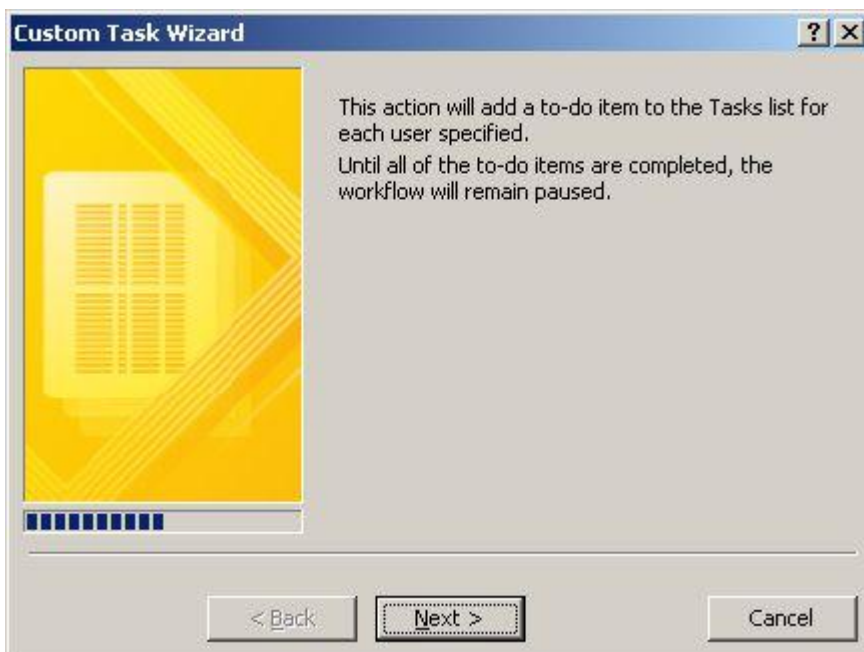 Custom Task Wizard
This action will add a to-do item to the Tasks list for
each user specified.
Until all of the to-do items are completed, the
workflow will remain paused.
< Back
Next >
Cancel